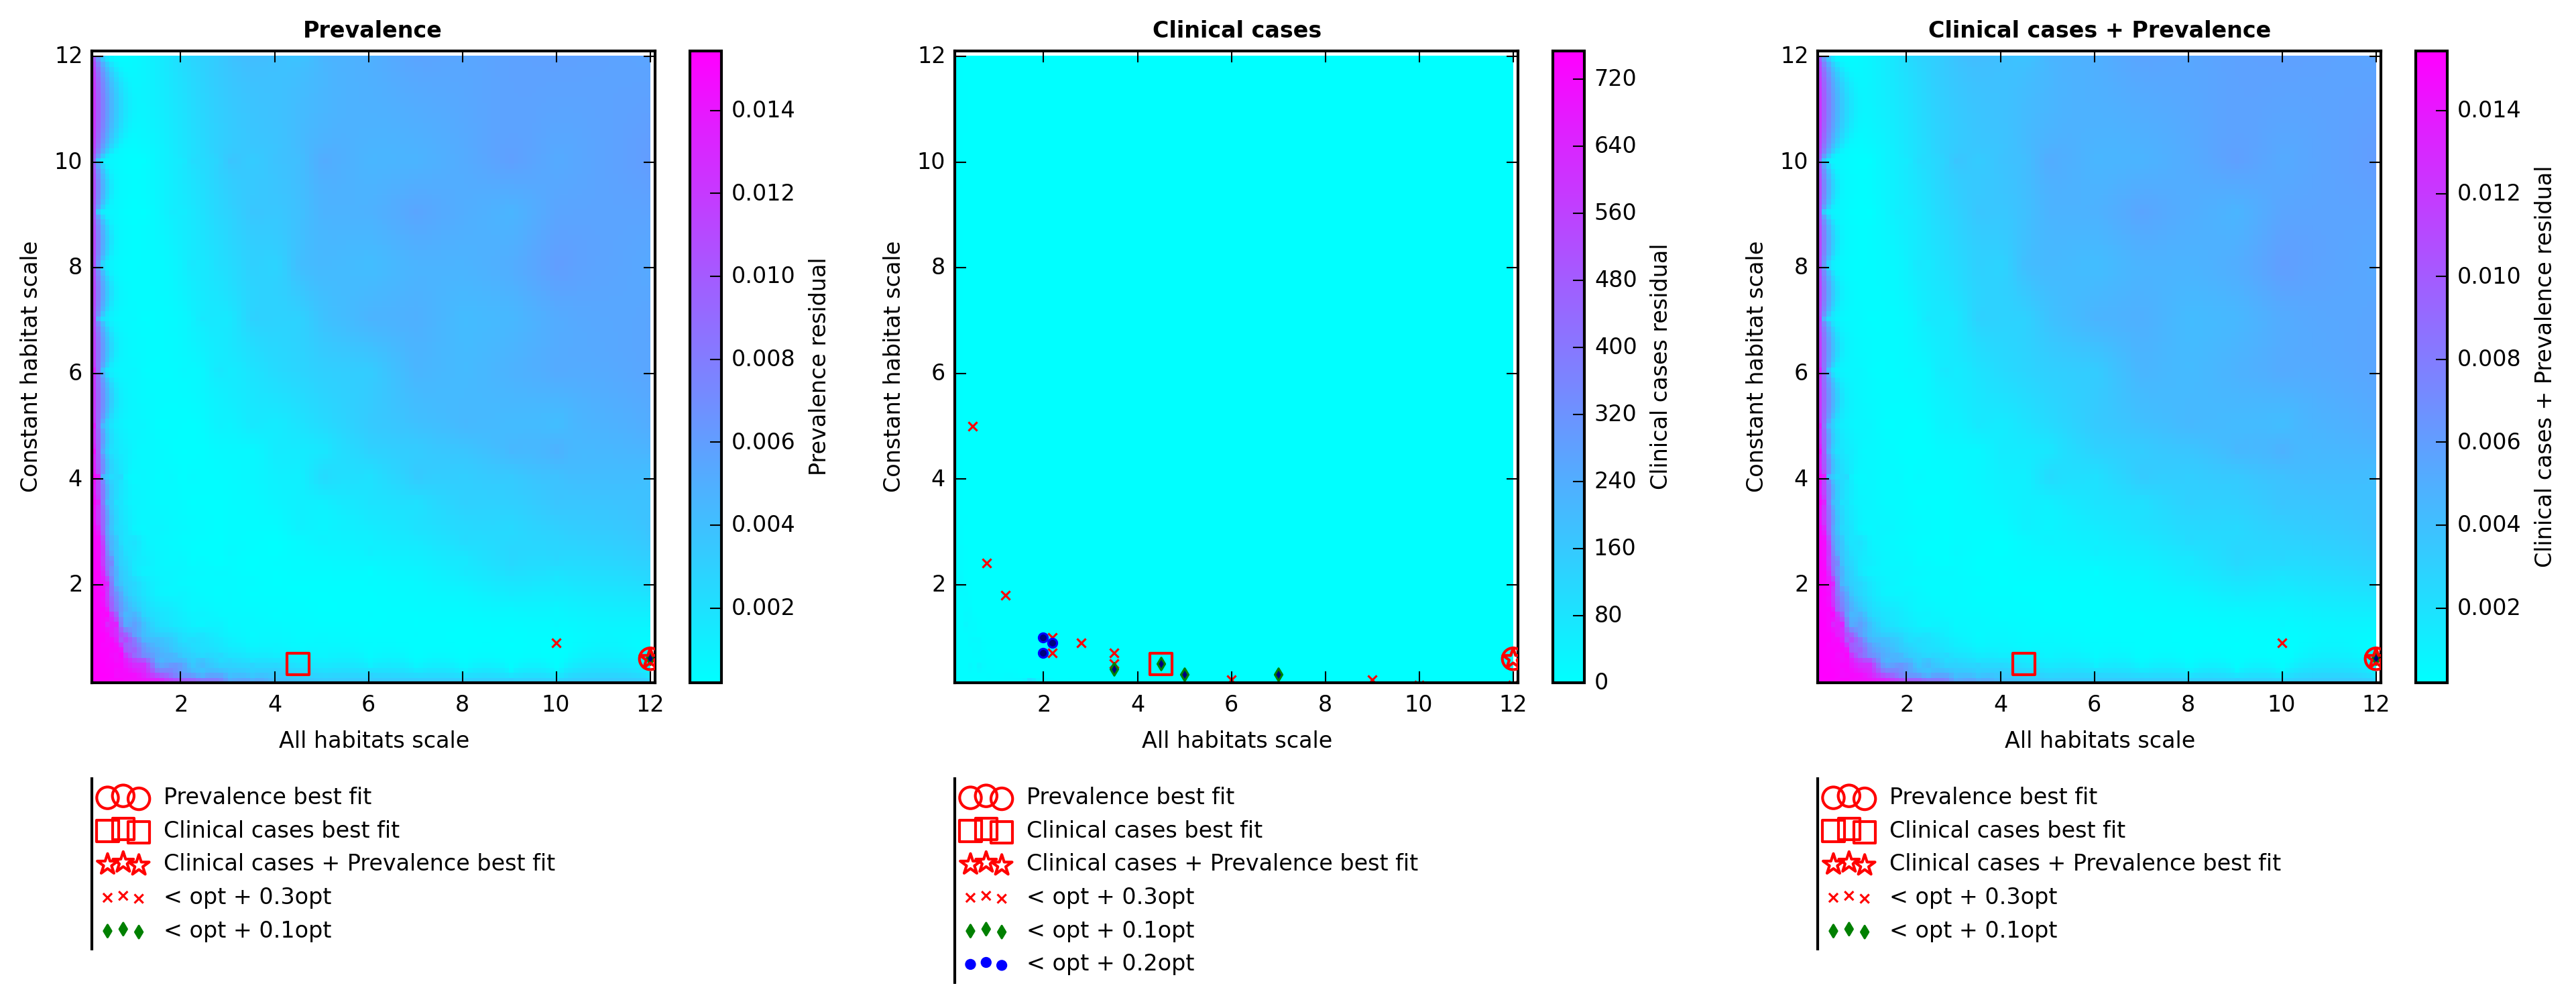 Prevalence
12
10
8
6
4
2
Constant habitat scale
2 4 6 8 10 12
All habitats scale
0.014
0.012
0.010
0.008
0.006
0.004
0.002
Prevalence residual
Prevalence best fit
Clinical cases best fit
Clinical cases + Prevalence best fit
< opt + 0.3opt
< opt + 0.1opt
Clinical cases
12
10
8
6
4
2
Constant habitat scale
2 4 6 8 10 12
All habitats scale
720
640
560
480
400
320
240
160
80
0
Clinical cases residual
Prevalence best fit
Clinical cases best fit
Clinical cases + Prevalence best fit
< opt + 0.3opt
< opt + 0.1opt
< opt + 0.2opt
Clinical cases + Prevalence
12
10
8
6
4
2
Constant habitat scale
2 4 6 8 10 12
All habitats scale
0.014
0.012
0.010
0.008
0.006
0.004
0.002
Clinical cases + Prevalence residual
Prevalence best fit
Clinical cases best fit
Clinical cases + Prevalence best fit
< opt + 0.3opt
< opt + 0.1opt